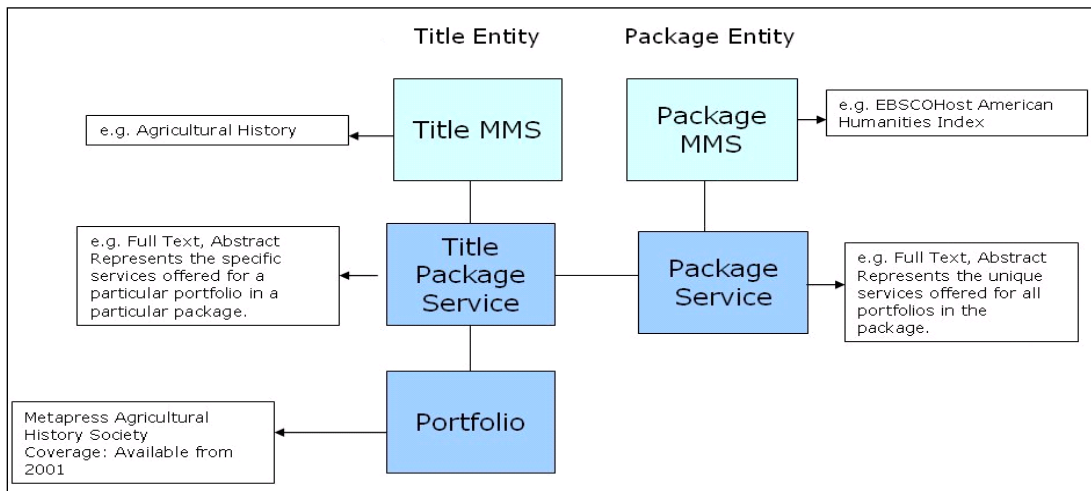 Title Entity
Package Entity
e.g. Agricultural History
Title MMS
Package
MMS
e.g. EBSCOHost American
Humanities Index
e.g. Full Text, Abstract
Represents the specific
services offered for a
particular portfolio in a
particular package.
Title
Package
Service
Package
Service
e.g. Full Text, Abstract
Represents the unique
services offered for all
portfolios in the
package.
Metapress Agricultural
History Society
Coverage: Available from
2001
Portfolio